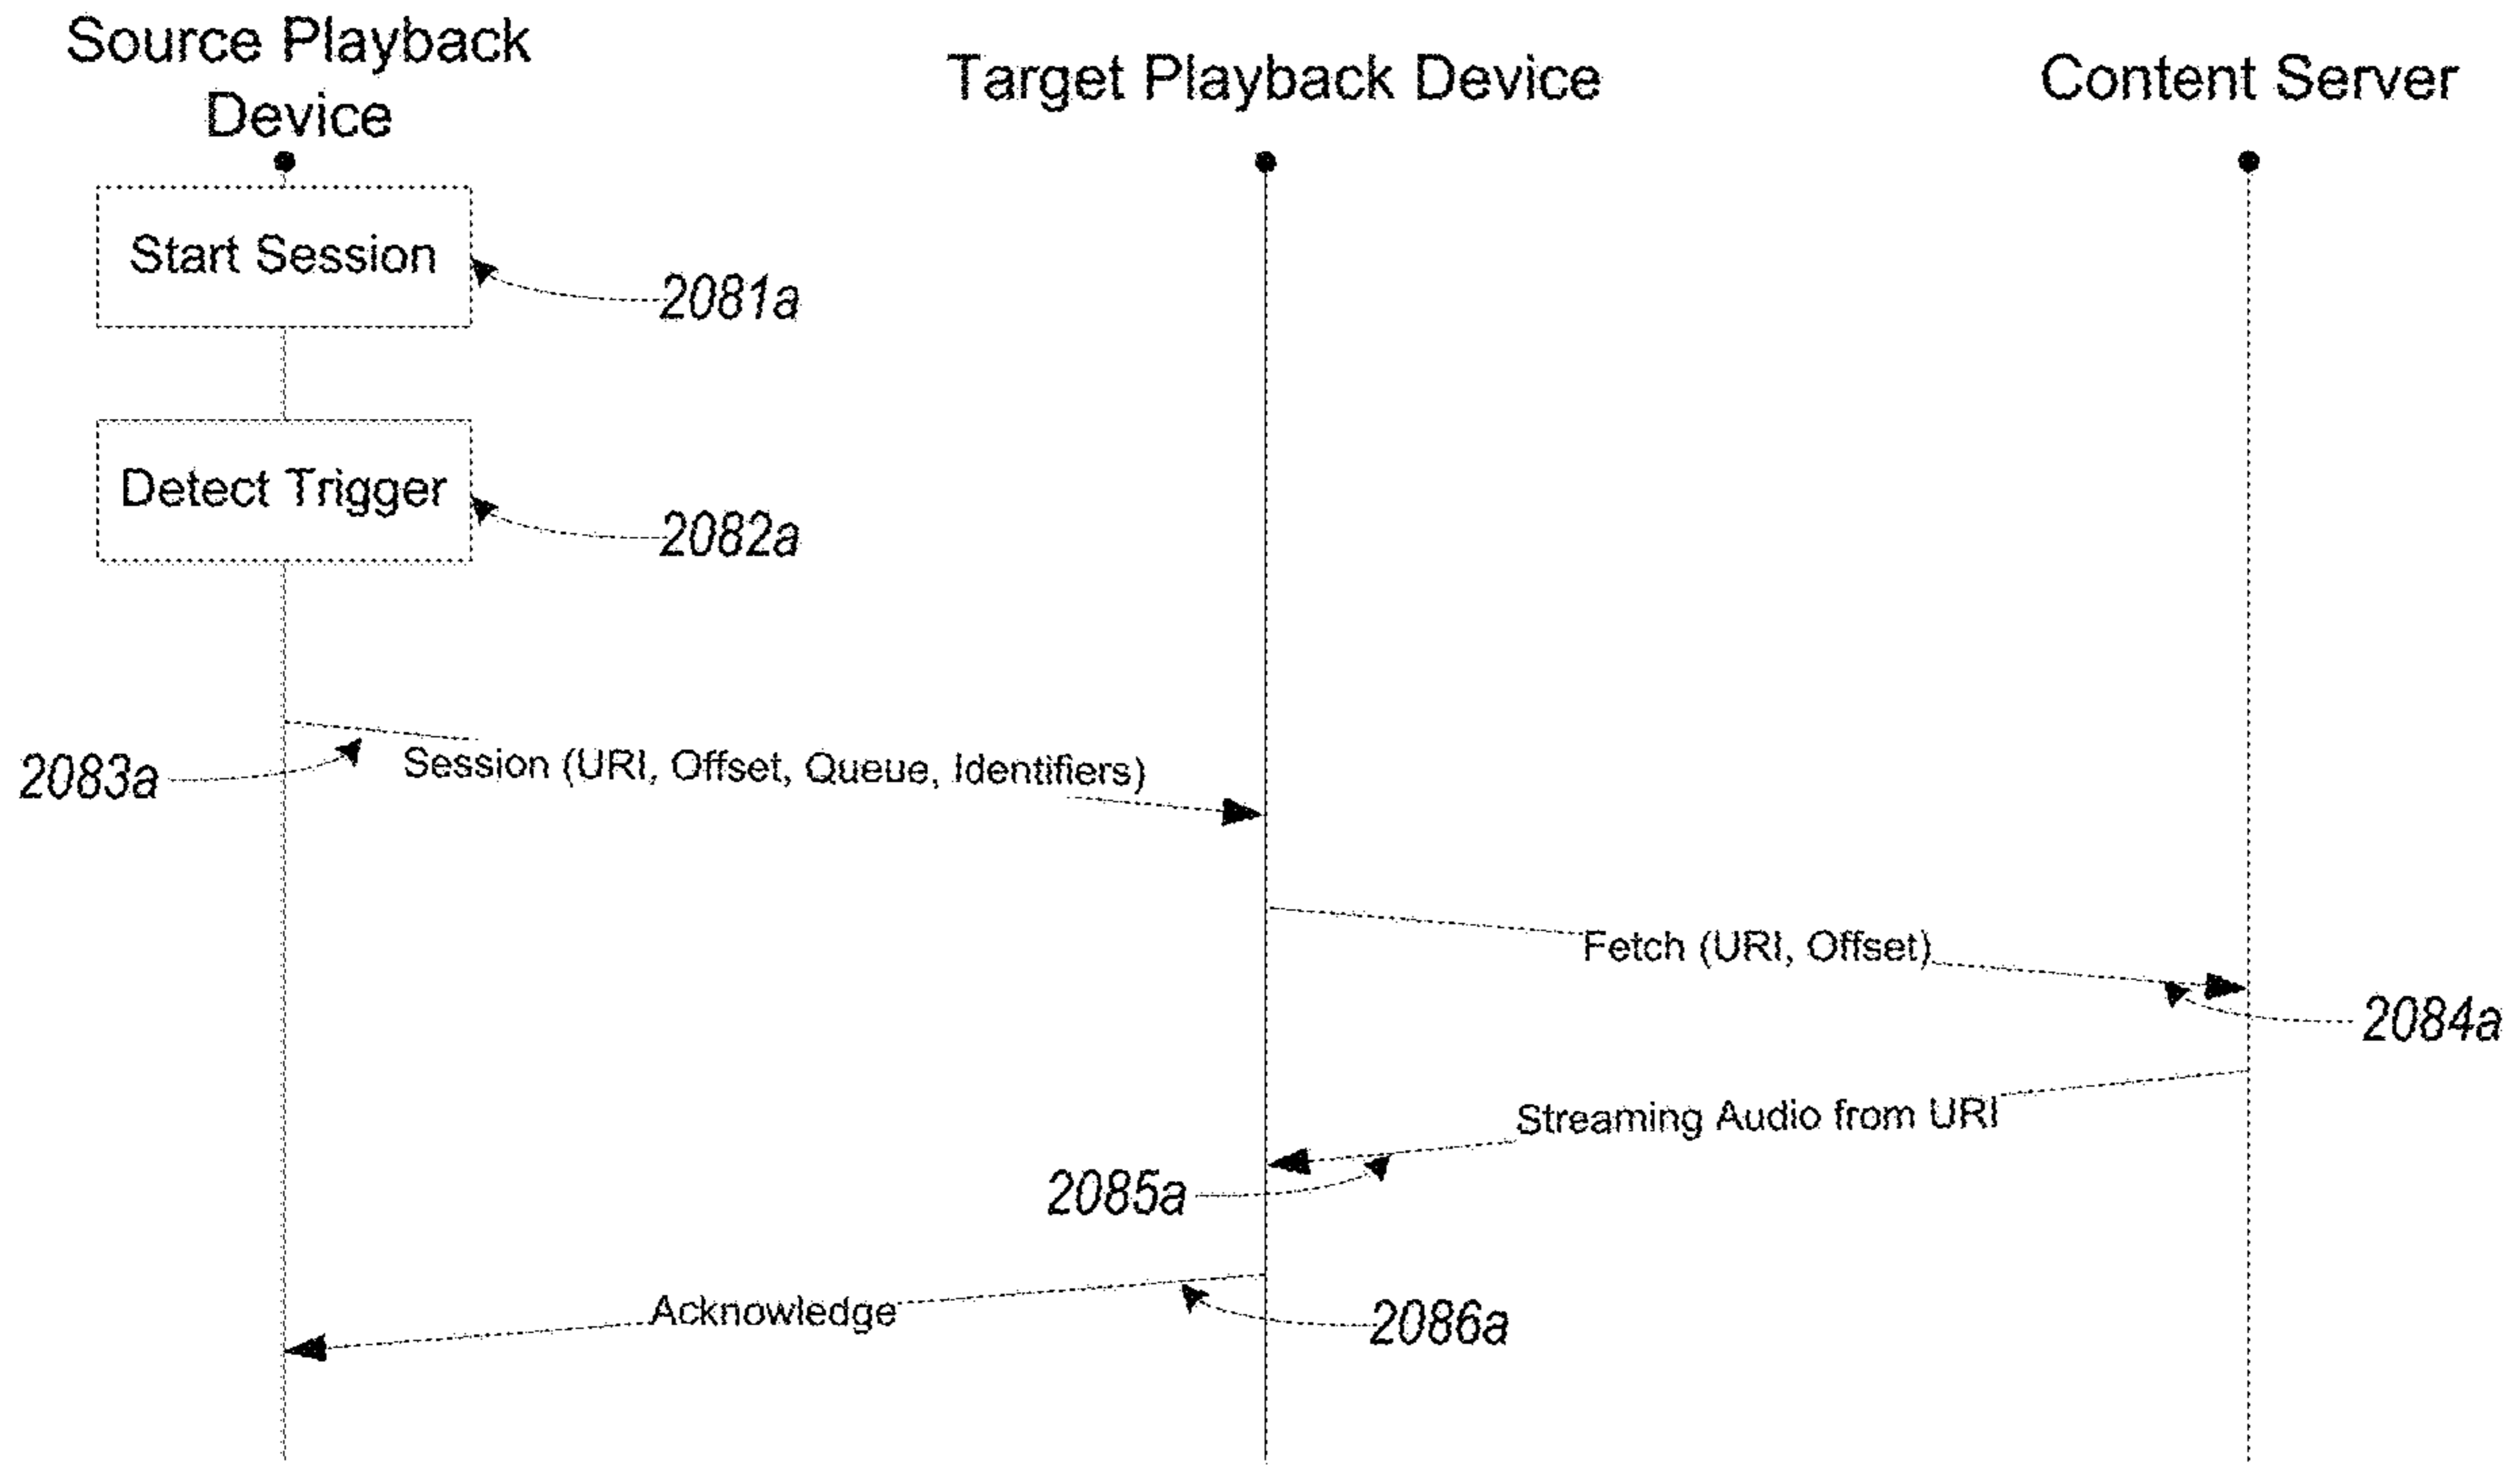 Source Playback
Device
Target Playback Device
Content Server
Start Session
2081a
Detect Trigger
2082a
2083a
Session (URI, Offset, Queue, Identifiers)
Fetch (URI, Offset)
2084a
Streaming Audio from URI
2085a
Acknowledge
2086a